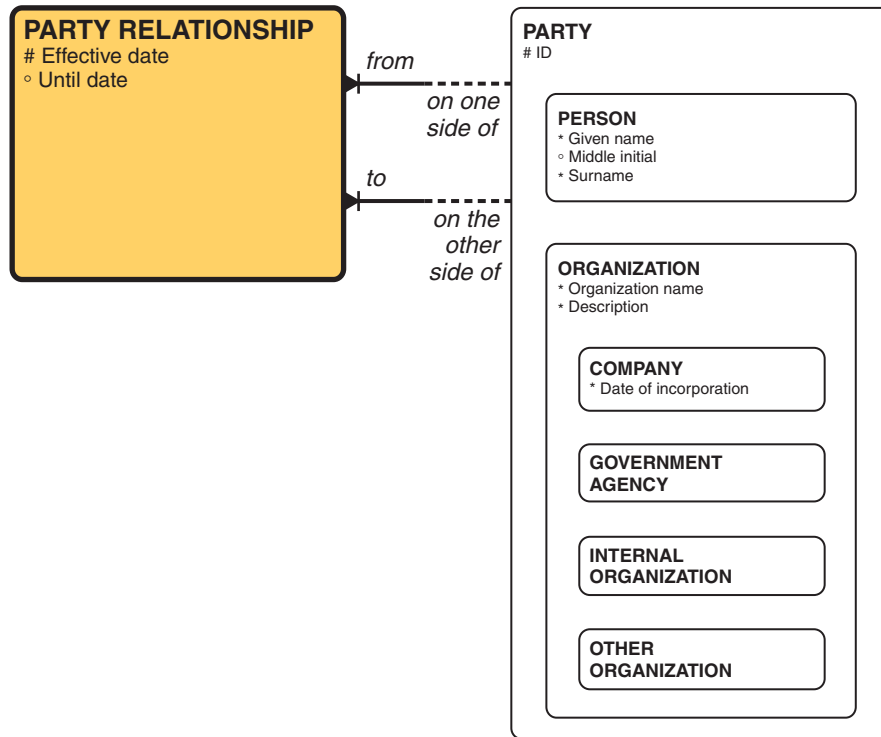 PARTY RELATIONSHIP
# Effective date
○ Until date
from
on one
side of
to
on the
other
side of
PARTY
# ID
PERSON
* Given name
○ Middle initial
* Surname
ORGANIZATION
* Organization name
* Description
COMPANY
* Date of incorporation
GOVERNMENT
AGENCY
INTERNAL
ORGANIZATION
OTHER
ORGANIZATION